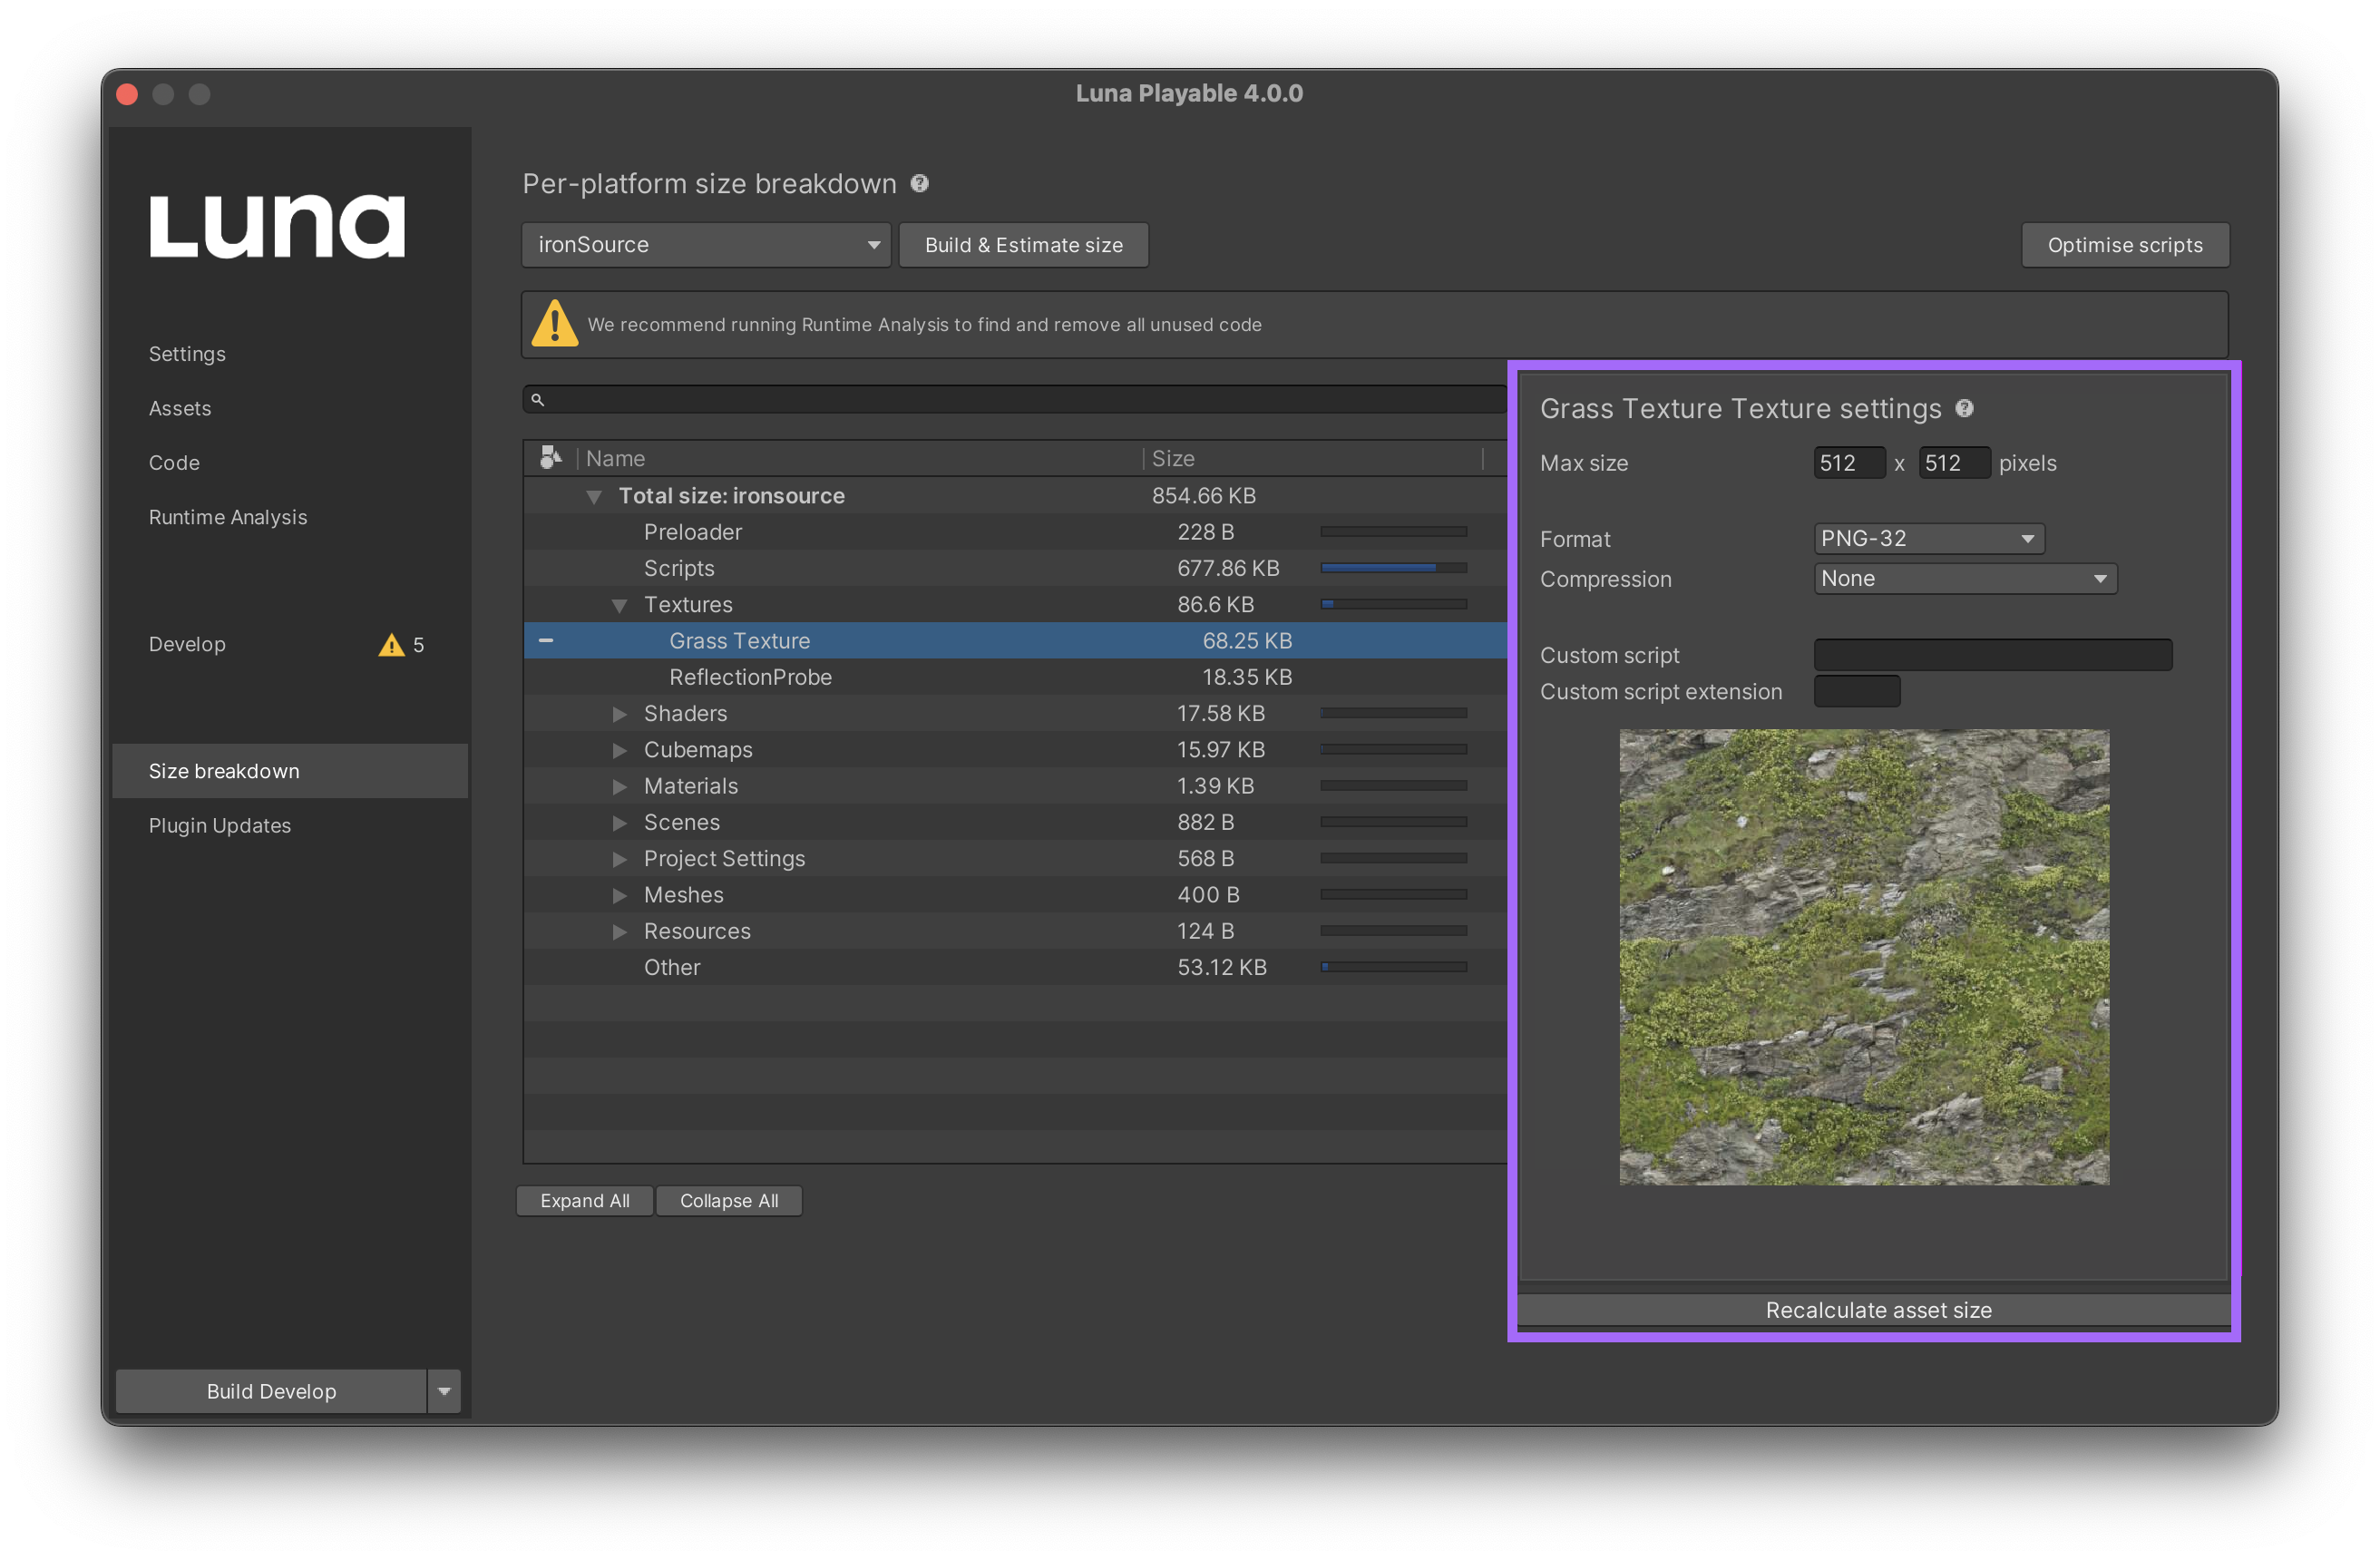 Luna Playable 4.0.0
Luna
Settings
Assets
Code
Runtime Analysis
Develop 5
Size breakdown
Plugin Updates
Build Develop
Per-platform size breakdown ?
ironSource Build & Estimate size Optimise scripts
We recommend running Runtime Analysis to find and remove all unused code
Name Size
Total size: ironsource 854.66 KB
Preloader 228 B
Scripts 677.86 KB
Textures 86.6 KB
Grass Texture 68.25 KB
ReflectionProbe 18.35 KB
Shaders 17.58 KB
Cubemaps 15.97 KB
Materials 1.39 KB
Scenes 882 B
Project Settings 568 B
Meshes 400 B
Resources 124 B
Other 53.12 KB
Expand All Collapse All
Grass Texture Texture settings ?
Max size 512 x 512 pixels
Format PNG-32
Compression None
Custom script
Custom script extension
Recalculate asset size